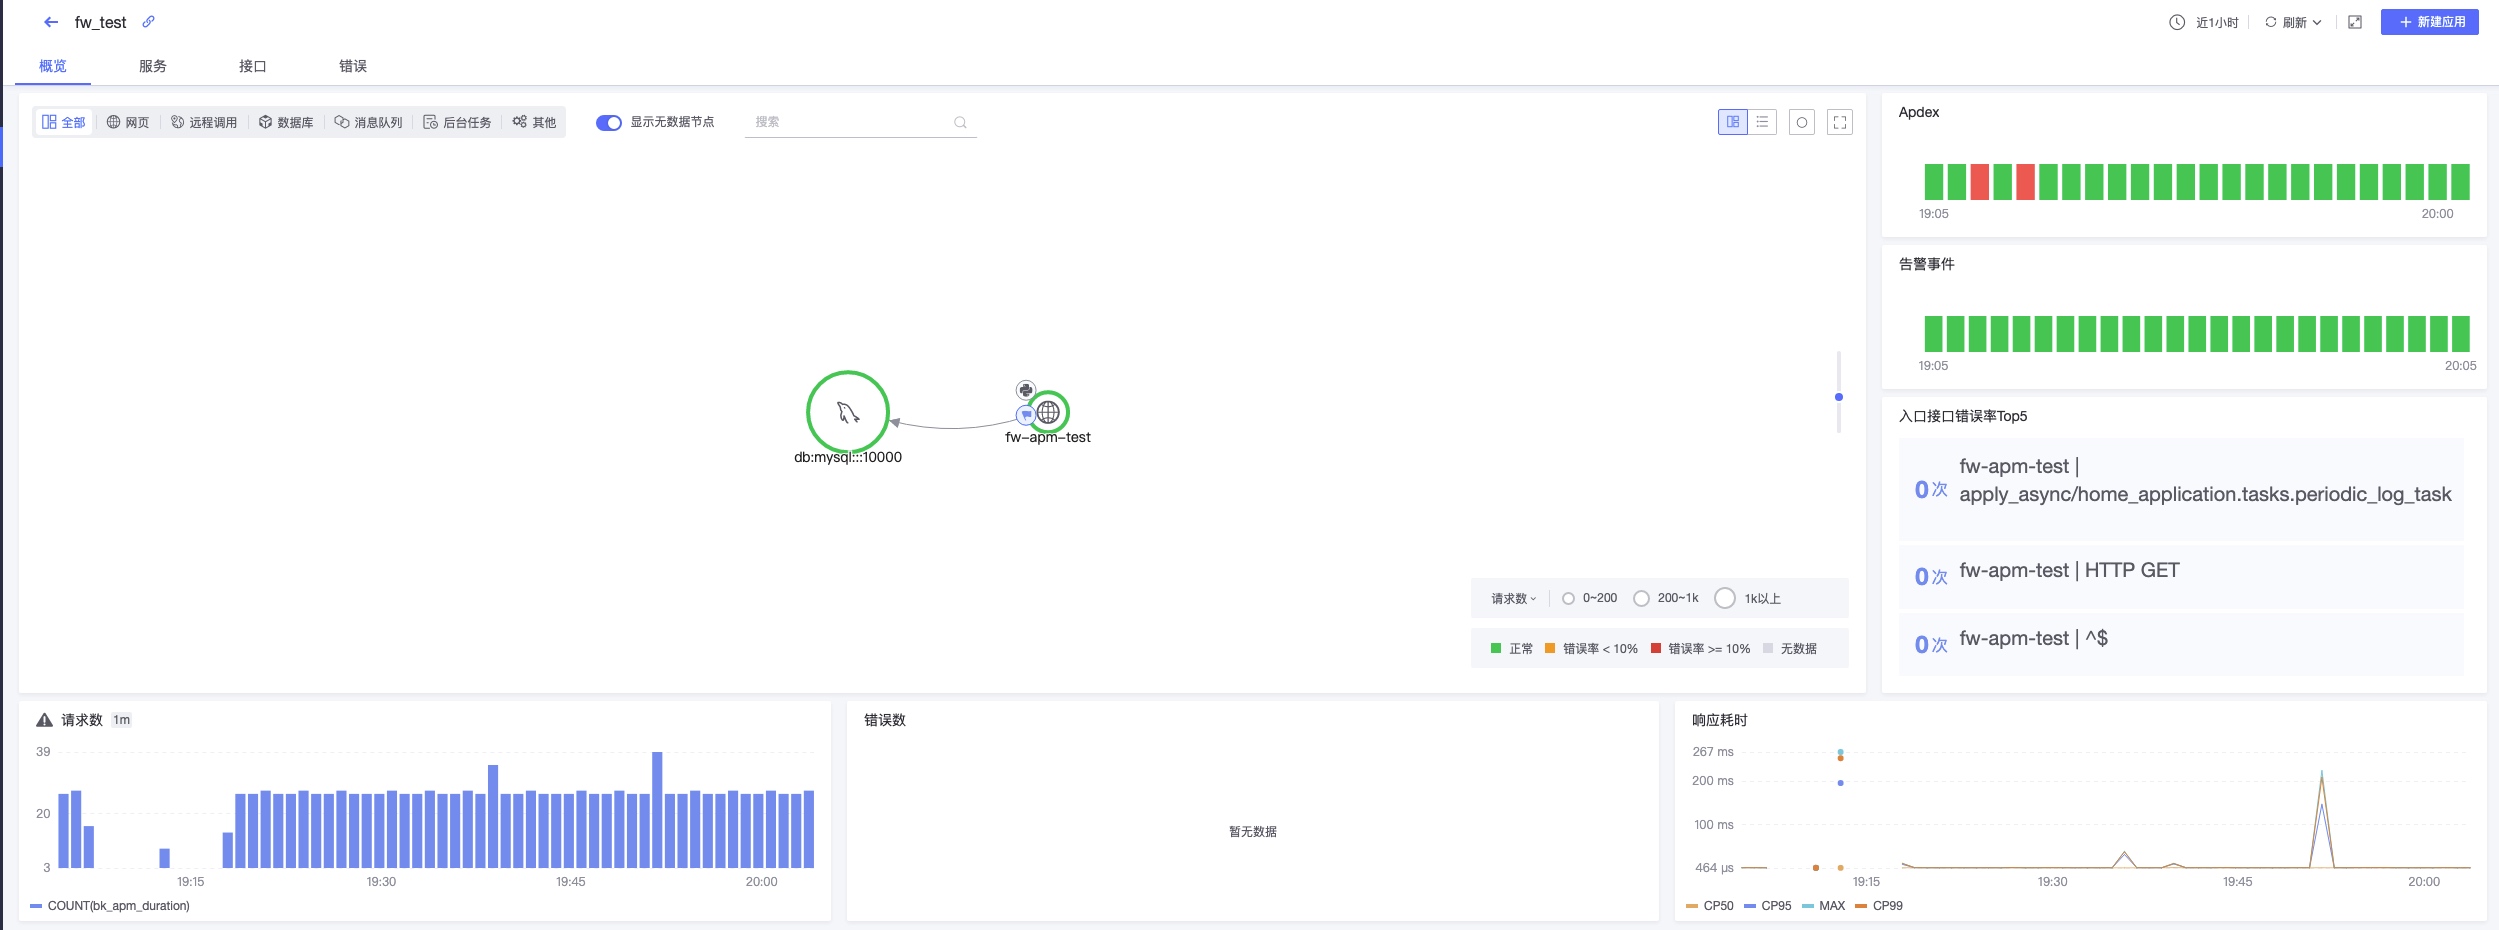 fw_test
近1小时
刷新
新建应用
概览
服务
接口
错误
全部
网页
远程调用
数据库
消息队列
后台任务
其他
显示无数据节点
搜索
db:mysql:::10000
fw-apm-test
请求数
0~200
200~1k
1k以上
正常
错误率 < 10%
错误率 >= 10%
无数据
Apdex
19:05
20:00
告警事件
19:05
20:05
入口接口错误率Top5
0次
fw-apm-test |
apply_async/home_application.tasks.periodic_log_task
0次
fw-apm-test | HTTP GET
0次
fw-apm-test | ^$
请求数
1m
39
20
3
19:15
19:30
19:45
20:00
COUNT(bk_apm_duration)
错误数
暂无数据
响应耗时
267 ms
200 ms
100 ms
464 μs
19:15
19:30
19:45
20:00
CP50
CP95
MAX
CP99